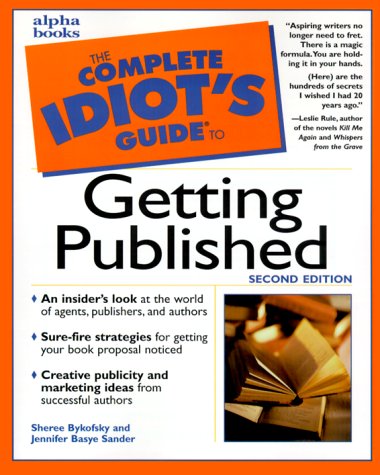 alpha
books
THE
COMPLETE
IDIOT'S
GUIDE® TO
"Aspiring writers no
longer need to fret.
There is a magic
formula. You are hold-
ing it in your hands.
(Here) are the
hundreds of secrets
I wished I had 20
years ago."
—Leslie Rule, author
of the novels Kill Me
Again and Whispers
from the Grave
Getting
Published
SECOND EDITION
♦ An insider's look at the world
of agents, publishers, and authors
♦ Sure-fire strategies for getting
your book proposal noticed
♦ Creative publicity and
marketing ideas from
successful authors
Sheree Bykofsky and
Jennifer Basye Sander